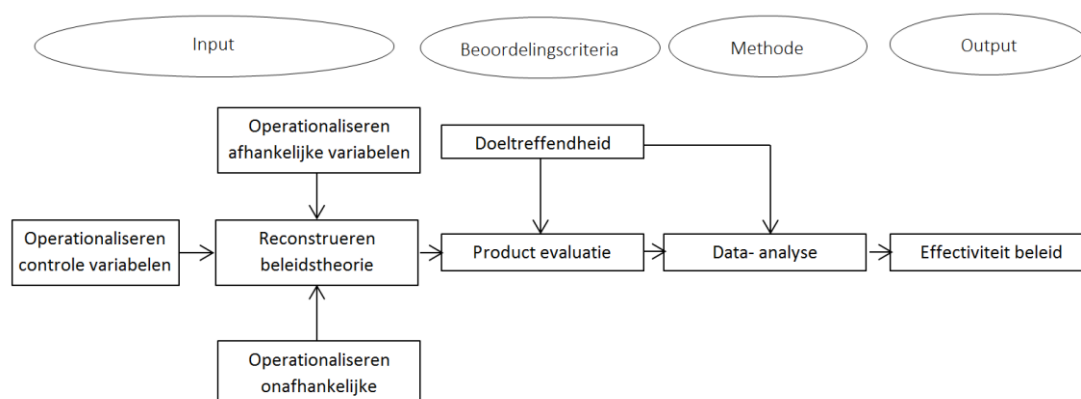 Input
Beoordelingscriteria
Methode
Output
Operationaliseren
afhankelijke variabelen
Doeltreffendheid
Operationaliseren
controle variabelen
Reconstrueren
beleidstheorie
Product evaluatie
Data- analyse
Effectiviteit beleid
Operationaliseren
onafhankelijke